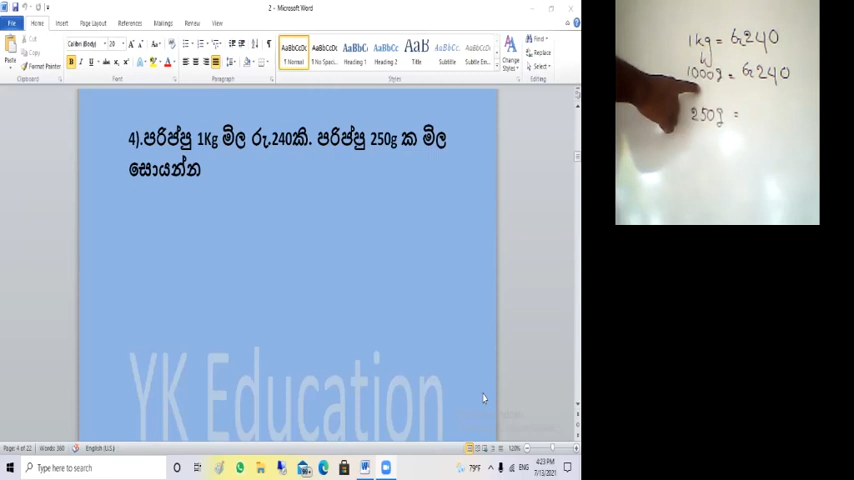 2 - Microsoft Word
File Home Insert Page Layout References Mailings Review View
Cut
Copy
Format Painter
Paste
Clipboard
Calibri (Body) 20
Font
Paragraph
AaBbCcDc AaBbCcDc AaBbC AaBbCc AaB AaBbCc. AaBbCcDc
¶ Normal ¶ No Spaci... Heading 1 Heading 2 Title Subtitle Subtle Em...
Styles
Change Styles
Find
Replace
Select
Editing
4).පරිප්පු 1Kg මිල රු.240කි. පරිප්පු 250g ක මිල
සොයන්න
YK Education
1kg = රු240
1000g = රු240
250g =
Page: 4 of 22 Words: 360 English (U.S.) 120%
Type here to search
79°F ENG 4:23 PM
7/13/2021